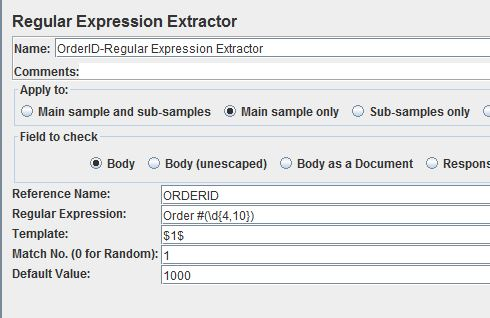 Regular Expression Extractor
Name: OrderID-Regular Expression Extractor
Comments:
Apply to:
Main sample and sub-samples Main sample only Sub-samples only
Field to check
Body Body (unescaped) Body as a Document Respons
Reference Name: ORDERID
Regular Expression: Order #(\d{4,10})
Template: $1$
Match No. (0 for Random): 1
Default Value: 1000